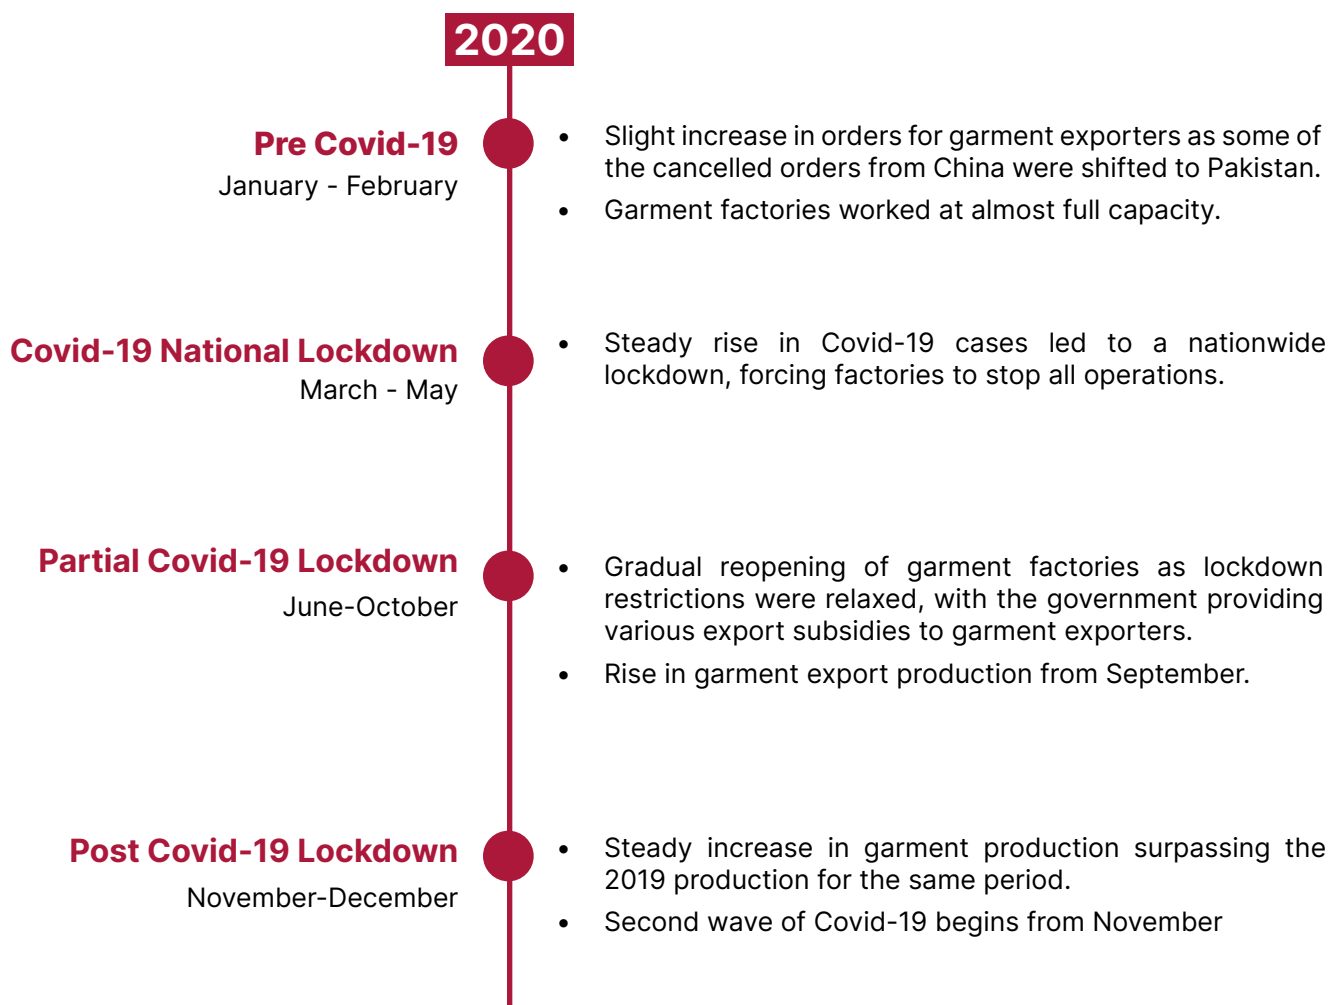 2020
Pre Covid-19
January - February
• Slight increase in orders for garment exporters as some of
the cancelled orders from China were shifted to Pakistan.
• Garment factories worked at almost full capacity.
Covid-19 National Lockdown
March - May
• Steady rise in Covid-19 cases led to a nationwide
lockdown, forcing factories to stop all operations.
Partial Covid-19 Lockdown
June-October
• Gradual reopening of garment factories as lockdown
restrictions were relaxed, with the government providing
various export subsidies to garment exporters.
• Rise in garment export production from September.
Post Covid-19 Lockdown
November-December
• Steady increase in garment production surpassing the
2019 production for the same period.
• Second wave of Covid-19 begins from November